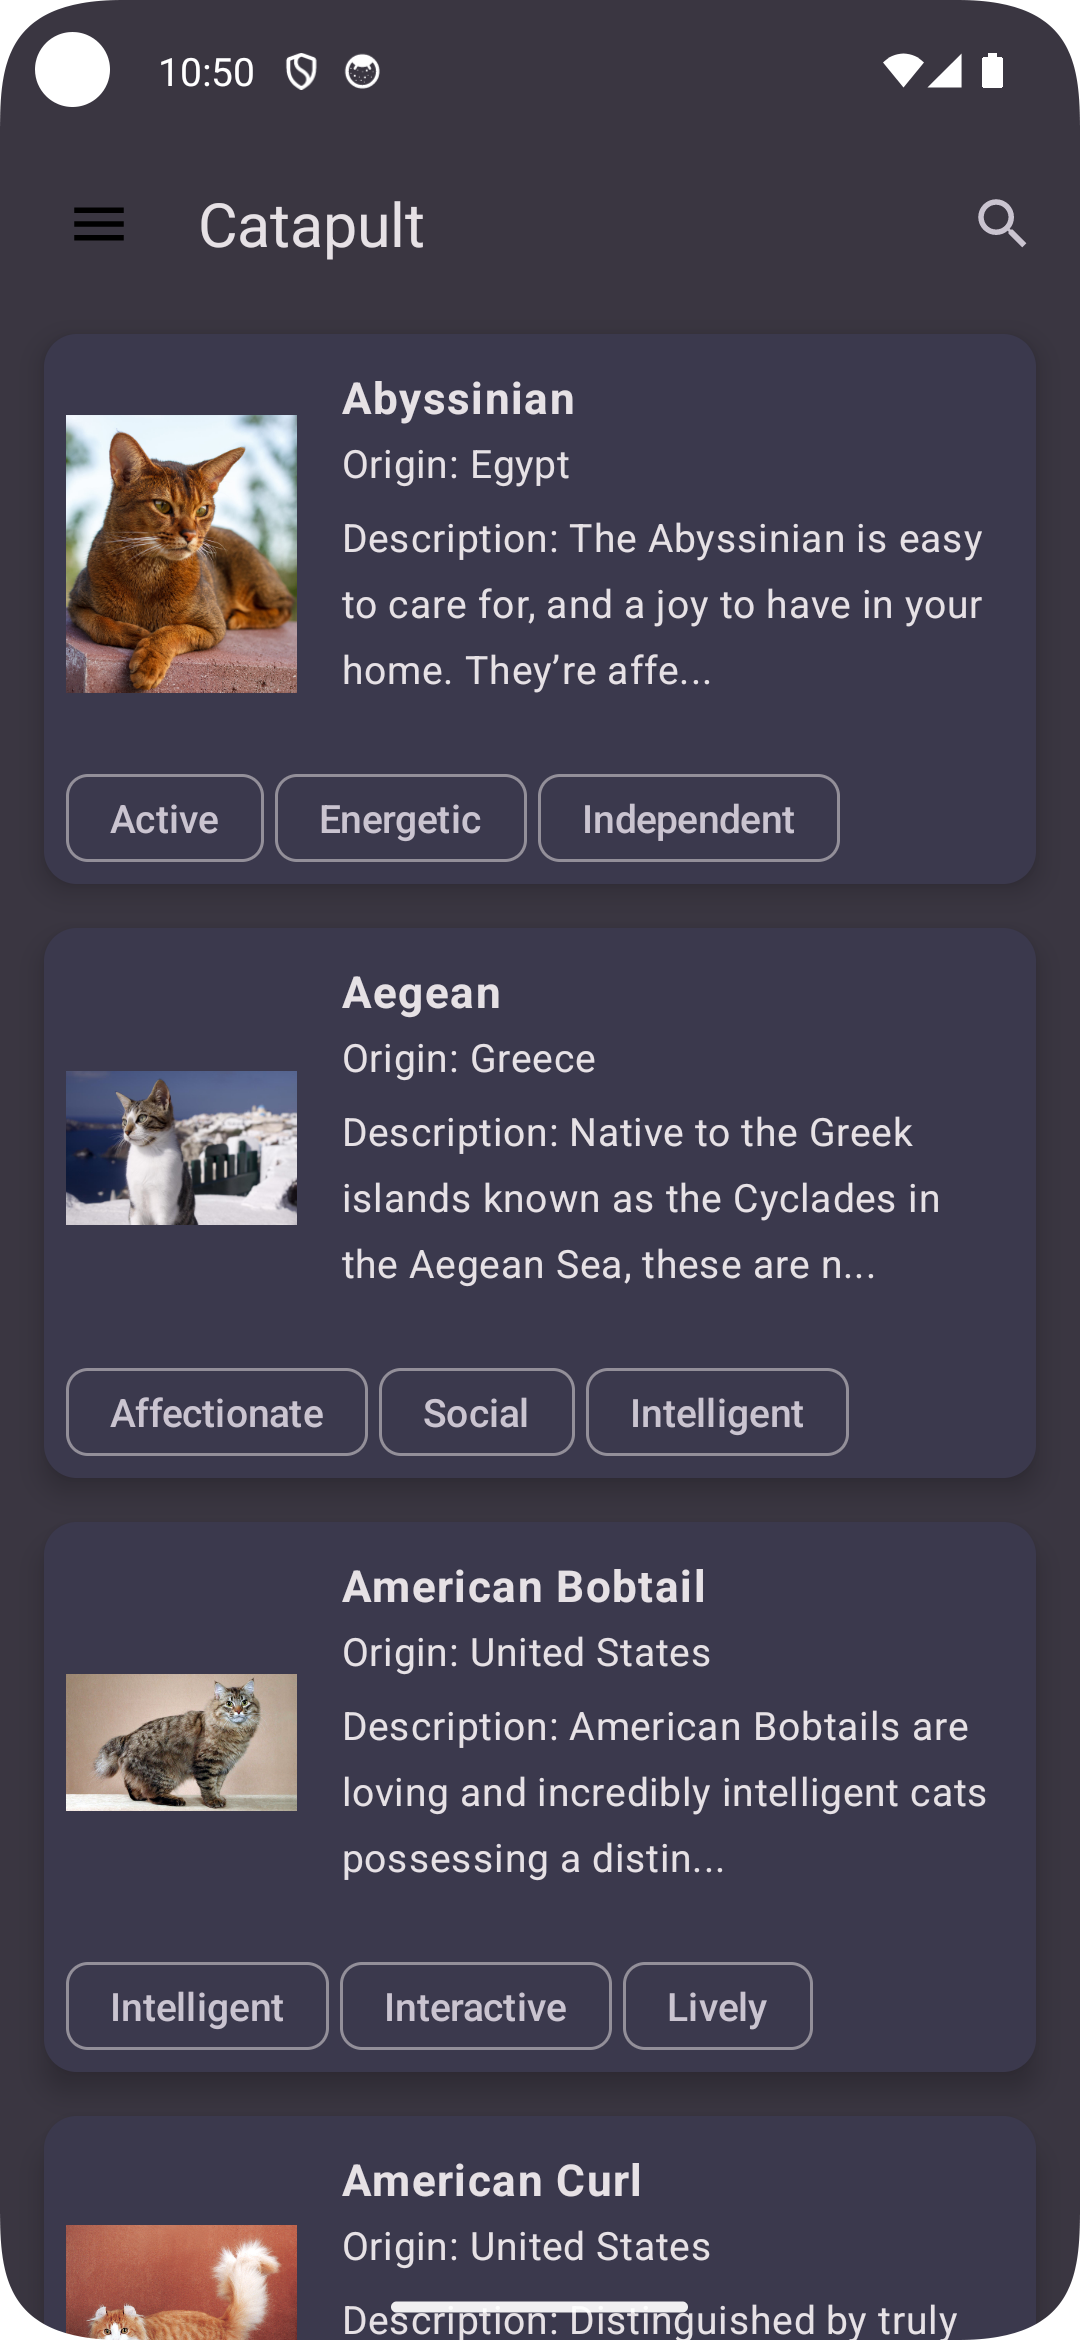 10:50
Catapult
Abyssinian
Origin: Egypt
Description: The Abyssinian is easy
to care for, and a joy to have in your
home. They’re affe...
Active
Energetic
Independent
Aegean
Origin: Greece
Description: Native to the Greek
islands known as the Cyclades in
the Aegean Sea, these are n...
Affectionate
Social
Intelligent
American Bobtail
Origin: United States
Description: American Bobtails are
loving and incredibly intelligent cats
possessing a distin...
Intelligent
Interactive
Lively
American Curl
Origin: United States
Description: Distinguished by truly